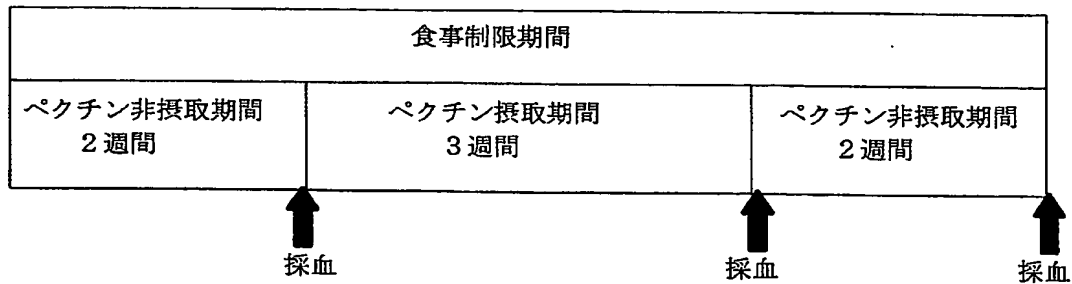 食事制限期間
ペクチン非摂取期間
2週間
ペクチン摂取期間
3週間
ペクチン非摂取期間
2週間
採血
採血
採血